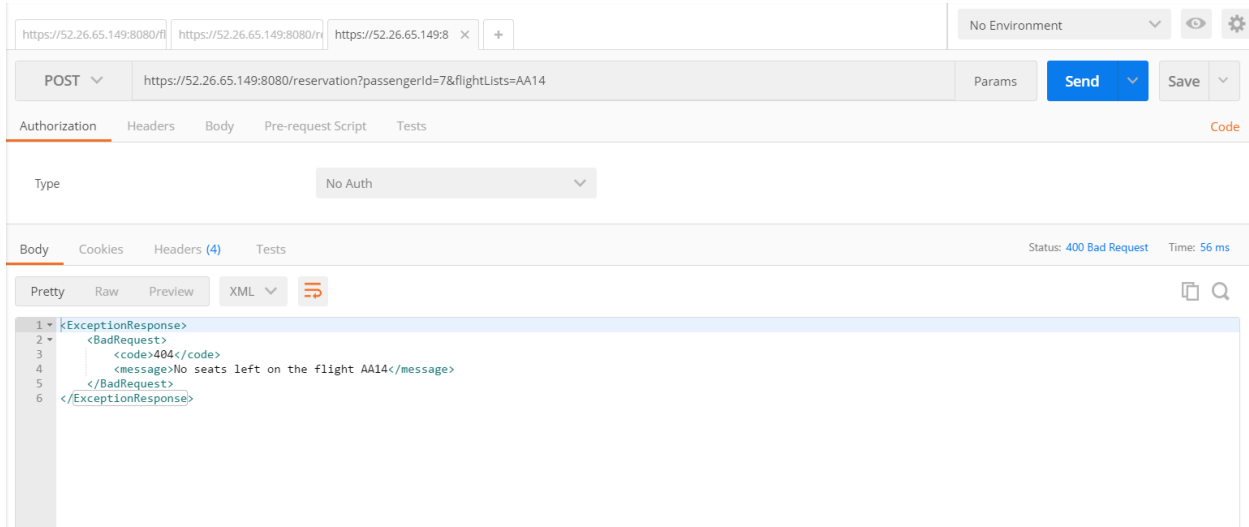 https://52.26.65.149:8080/fl https://52.26.65.149:8080/re https://52.26.65.149:8 × + No Environment
POST https://52.26.65.149:8080/reservation?passengerId=7&flightLists=AA14 Params Send Save
Authorization Headers Body Pre-request Script Tests Code
Type No Auth
Body Cookies Headers (4) Tests Status: 400 Bad Request Time: 56 ms
Pretty Raw Preview XML
1 <ExceptionResponse>
2 <BadRequest>
3 <code>404</code>
4 <message>No seats left on the flight AA14</message>
5 </BadRequest>
6 </ExceptionResponse>